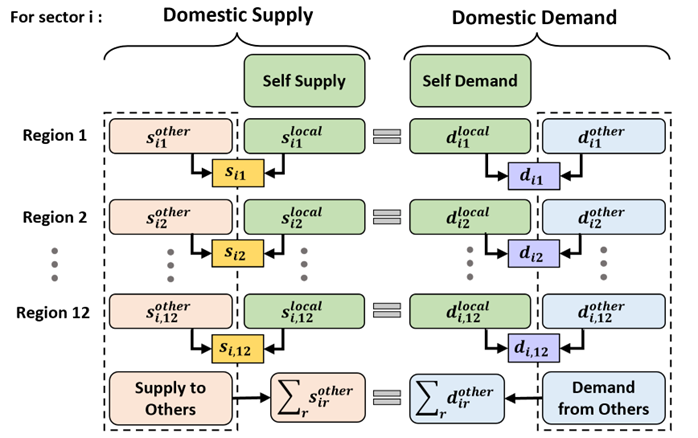 For sector i :
Domestic Supply
Domestic Demand
Self Supply
Self Demand
Region 1
s_{i1}^{other}
s_{i1}^{local}
=
d_{i1}^{local}
d_{i1}^{other}
s_{i1}
d_{i1}
Region 2
s_{i2}^{other}
s_{i2}^{local}
=
d_{i2}^{local}
d_{i2}^{other}
s_{i2}
d_{i2}
Region 12
s_{i,12}^{other}
s_{i,12}^{local}
=
d_{i,12}^{local}
d_{i,12}^{other}
s_{i,12}
d_{i,12}
Supply to
Others
∑_r s_{ir}^{other}
=
∑_r d_{ir}^{other}
Demand
from Others